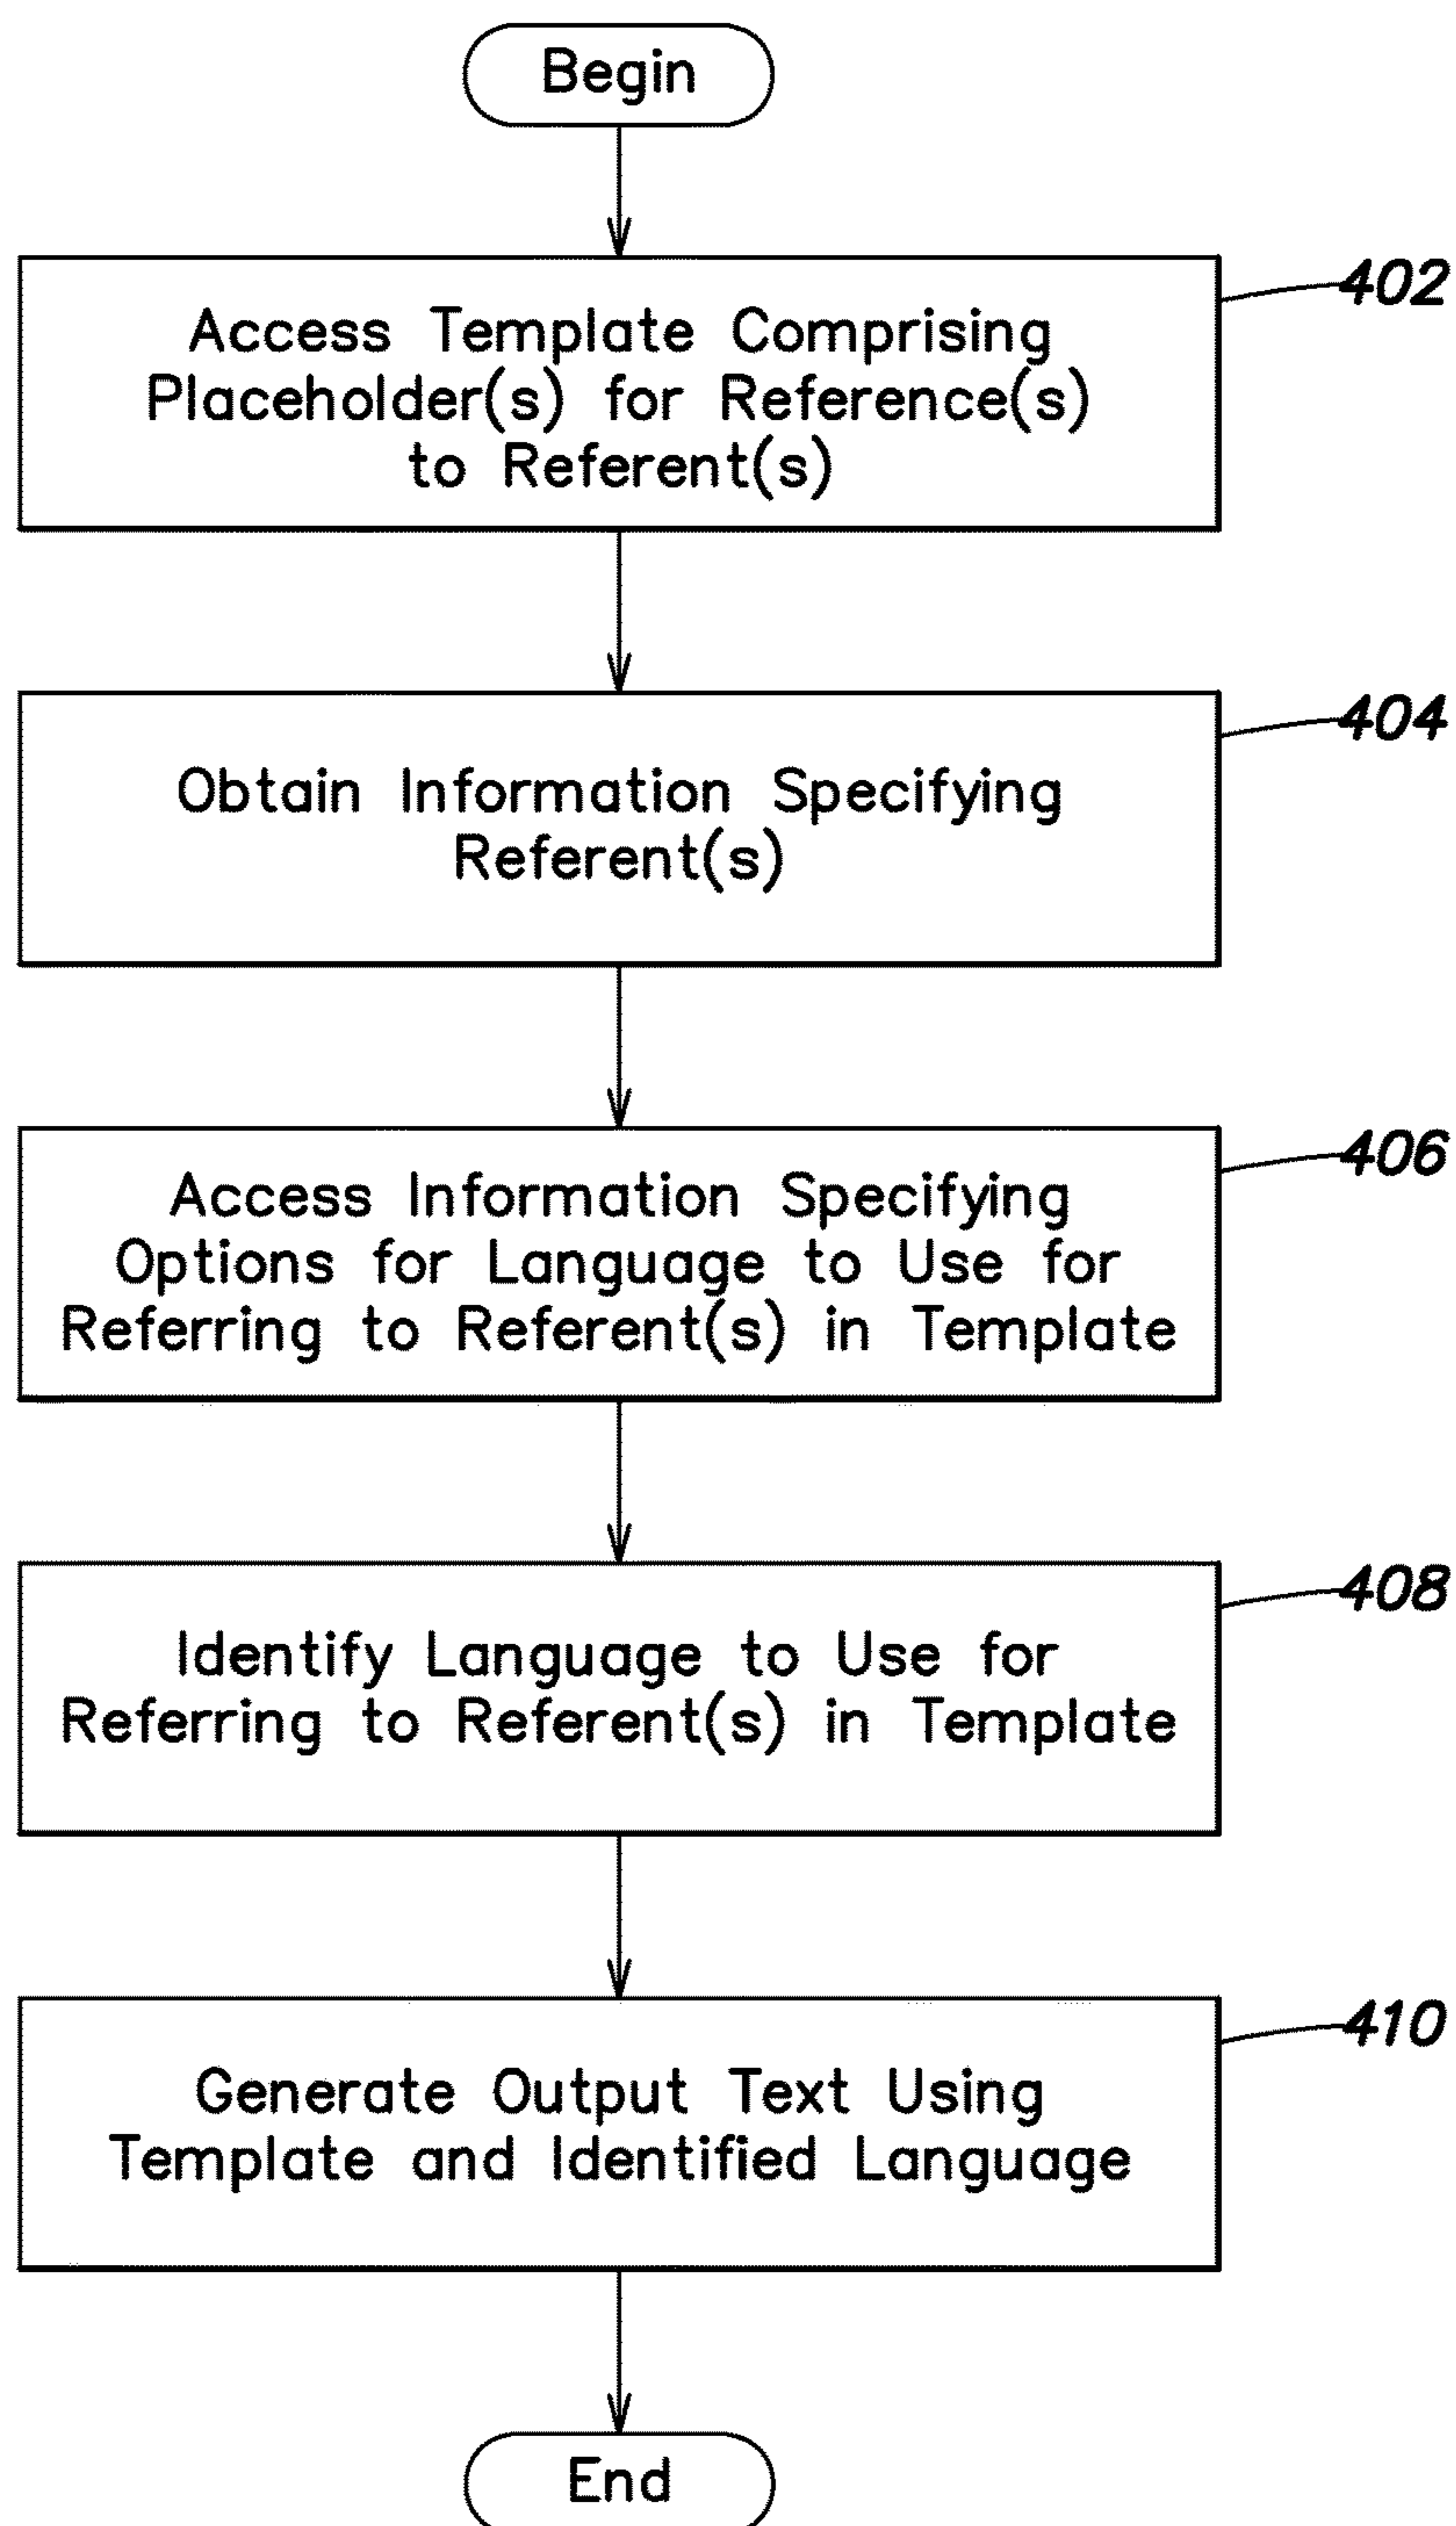 Begin
402
Access Template Comprising
Placeholder(s) for Reference(s)
to Referent(s)
404
Obtain Information Specifying
Referent(s)
406
Access Information Specifying
Options for Language to Use for
Referring to Referent(s) in Template
408
Identify Language to Use for
Referring to Referent(s) in Template
410
Generate Output Text Using
Template and Identified Language
End